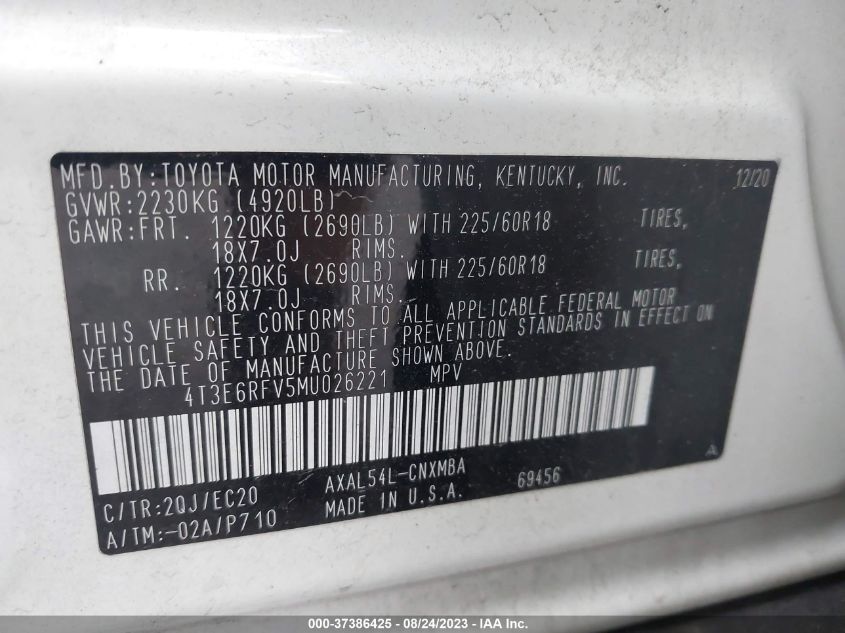 MFD.BY:TOYOTA MOTOR MANUFACTURING, KENTUCKY, INC. 12/20
GVWR:2230KG (4920LB)
GAWR:FRT. 1220KG (2690LB) WITH 225/60R18 TIRES,
18X7.0J RIMS.
RR. 1220KG (2690LB) WITH 225/60R18 TIRES,
18X7.0J RIMS.
THIS VEHICLE CONFORMS TO ALL APPLICABLE FEDERAL MOTOR
VEHICLE SAFETY AND THEFT PREVENTION STANDARDS IN EFFECT ON
THE DATE OF MANUFACTURE SHOWN ABOVE.
4T3E6RFV5MU026221 MPV
A
C/TR:2QJ/EC20 AXAL54L-CNXMBA 69456
A/TM:-02A/P710 MADE IN U.S.A.
000-37386425 - 08/24/2023 - Copyright IAA, Inc.